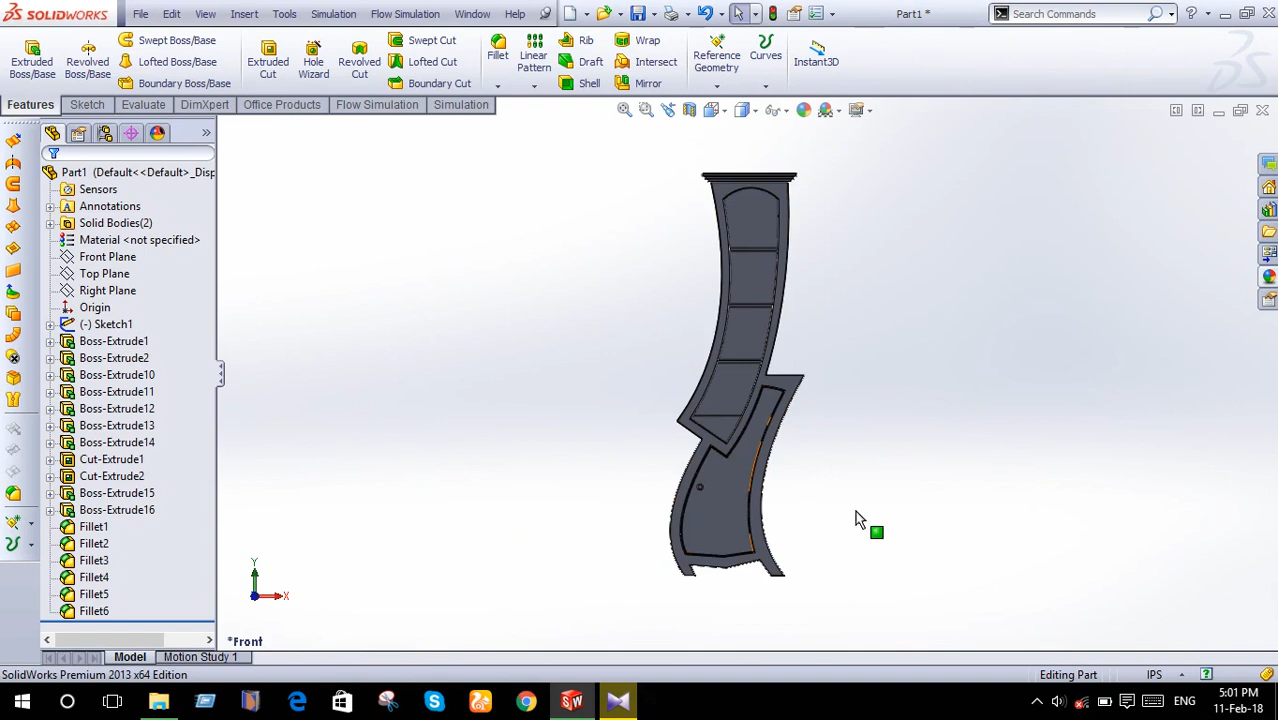 SOLIDWORKS File Edit View Insert Tools Simulation Flow Simulation Window Help Part1 * Search Commands
Extruded Boss/Base
Revolved Boss/Base
Swept Boss/Base
Lofted Boss/Base
Boundary Boss/Base
Extruded Cut
Hole Wizard
Revolved Cut
Swept Cut
Lofted Cut
Boundary Cut
Fillet
Linear Pattern
Rib
Draft
Shell
Wrap
Intersect
Mirror
Reference Geometry
Curves
Instant3D
Features Sketch Evaluate DimXpert Office Products Flow Simulation Simulation
Part1 (Default<<Default>_Disp
Sensors
Annotations
Solid Bodies(2)
Material <not specified>
Front Plane
Top Plane
Right Plane
Origin
(-) Sketch1
Boss-Extrude1
Boss-Extrude2
Boss-Extrude10
Boss-Extrude11
Boss-Extrude12
Boss-Extrude13
Boss-Extrude14
Cut-Extrude1
Cut-Extrude2
Boss-Extrude15
Boss-Extrude16
Fillet1
Fillet2
Fillet3
Fillet4
Fillet5
Fillet6
Y
X
*Front
Model Motion Study 1
SolidWorks Premium 2013 x64 Edition Editing Part IPS
ENG
5:01 PM
11-Feb-18